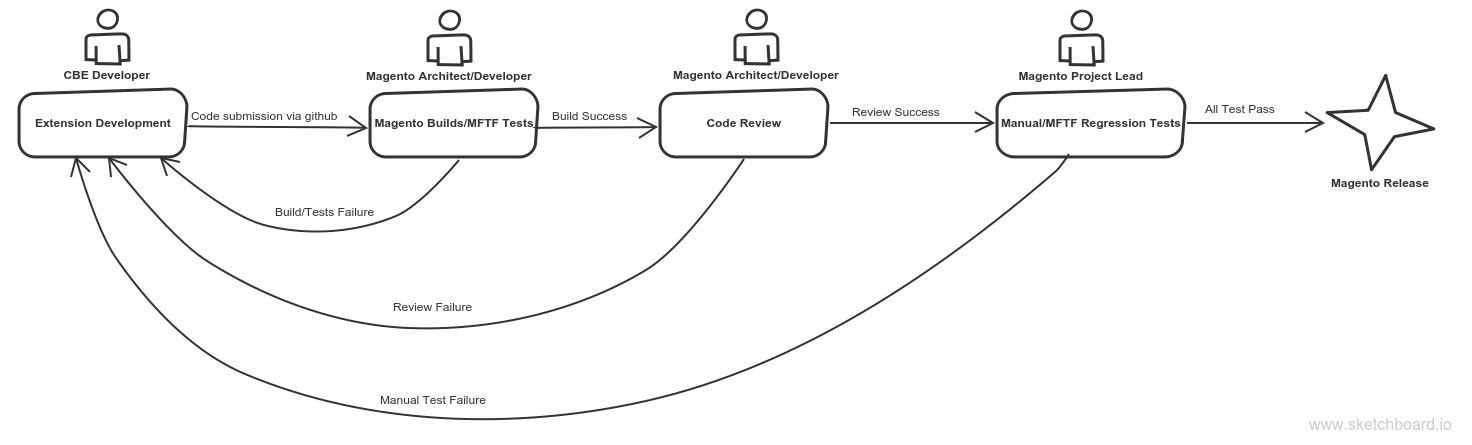 CBE Developer
Magento Architect/Developer
Magento Architect/Developer
Magento Project Lead
Extension Development
Code submission via github
Magento Builds/MFTF Tests
Build Success
Code Review
Review Success
Manual/MFTF Regression Tests
All Test Pass
Magento Release
Build/Tests Failure
Review Failure
Manual Test Failure
www.sketchboard.io